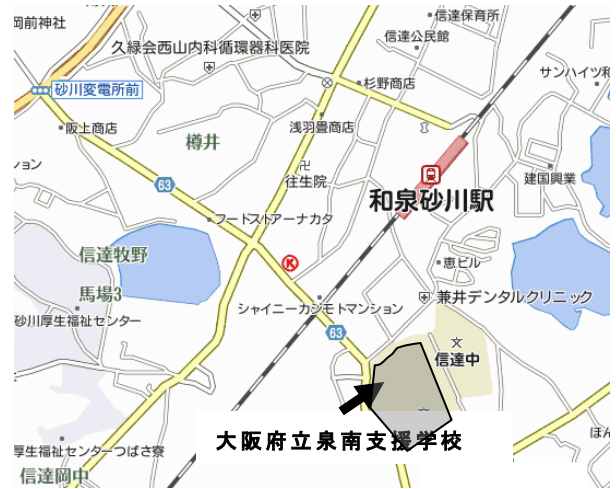 岡前神社
信達保育所
信達公民館
久緑会西山内科循環器科医院
サンハイツ和
砂川変電所前
杉野商店
阪上商店
浅羽畳商店
樽井
ション
往生院
建国興業
63
和泉砂川駅
フードストアーナカタ
信達牧野
K
恵ビル
馬場3
シャイニーカジモトマンション
兼井デンタルクリニック
砂川厚生福祉センター
63
信達中
大阪府立泉南支援学校
ほん
厚生福祉センターつばさ寮
信達岡中